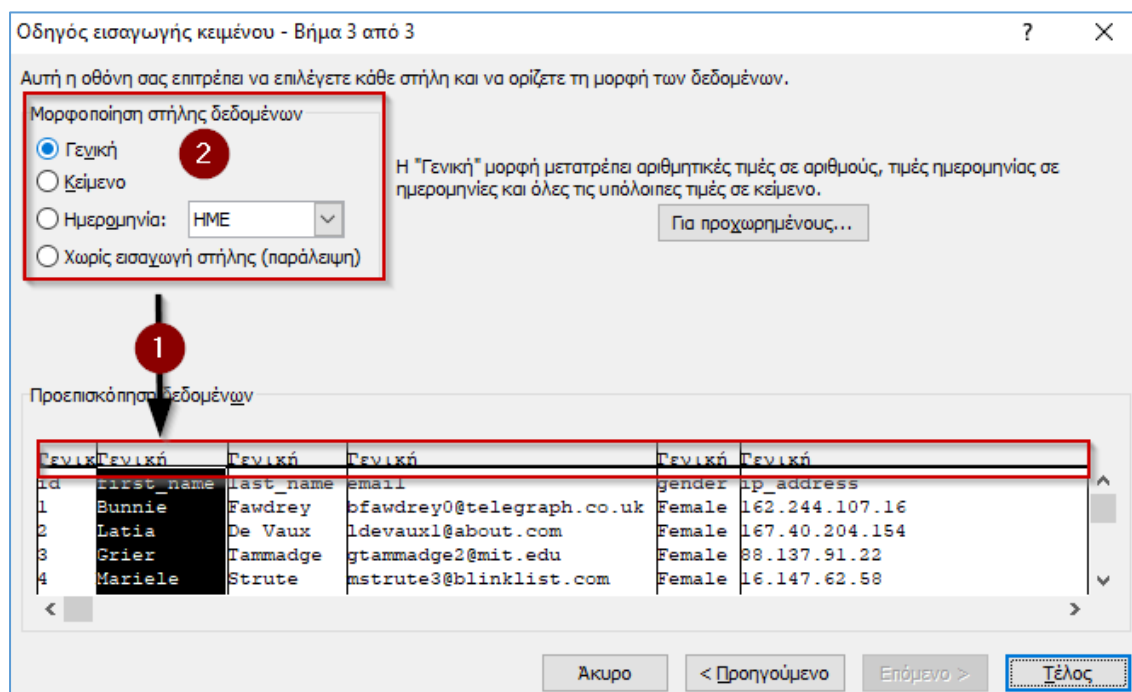 Οδηγός εισαγωγής κειμένου - Βήμα 3 από 3
Αυτή η οθόνη σας επιτρέπει να επιλέγετε κάθε στήλη και να ορίζετε τη μορφή των δεδομένων.
Μορφοποίηση στήλης δεδομένων
Γενική
2
Κείμενο
Ημερομηνία: ΗΜΕ
Χωρίς εισαγωγή στήλης (παράλειψη)
Η "Γενική" μορφή μετατρέπει αριθμητικές τιμές σε αριθμούς, τιμές ημερομηνίας σε
ημερομηνίες και όλες τις υπόλοιπες τιμές σε κείμενο.
Για προχωρημένους...
1
Προεπισκόπηση δεδομένων
Γενικ Γενική Γενική Γενική Γενική Γενική
id first_name last_name email gender ip_address
1 Bunnie Fawdrey bfawdrey0@telegraph.co.uk Female 162.244.107.16
2 Latia De Vaux ldevaux1@about.com Female 167.40.204.154
3 Grier Tammadge gtammadge2@mit.edu Female 88.137.91.22
4 Mariele Strute mstrute3@blinklist.com Female 16.147.62.58
Άκυρο < Προηγούμενο Επόμενο > Τέλος